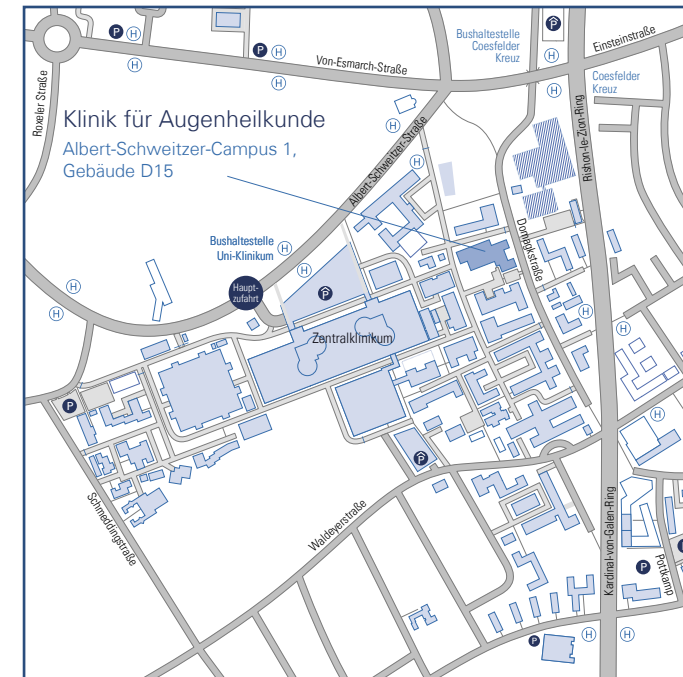 P
H
H
P
H
H
Von-Esmarch-Straße
Bushaltestelle
Coesfelder
Kreuz
P
H
H
Einsteinstraße
Coesfelder
Kreuz
H
H
Roxeler Straße
Rishon-le-Zion-Ring
Klinik für Augenheilkunde
Albert-Schweitzer-Campus 1,
Gebäude D15
H
H
Albert-Schweitzer-Straße
Domagkstraße
Bushaltestelle
Uni-Klinikum
H
H
Haupt-
zufahrt
P
H
H
Zentralklinikum
H
H
P
H
P
Schmeddingstraße
Waldeyerstraße
Kardinal-von-Galen-Ring
Pottkamp
P
P
P
H
H